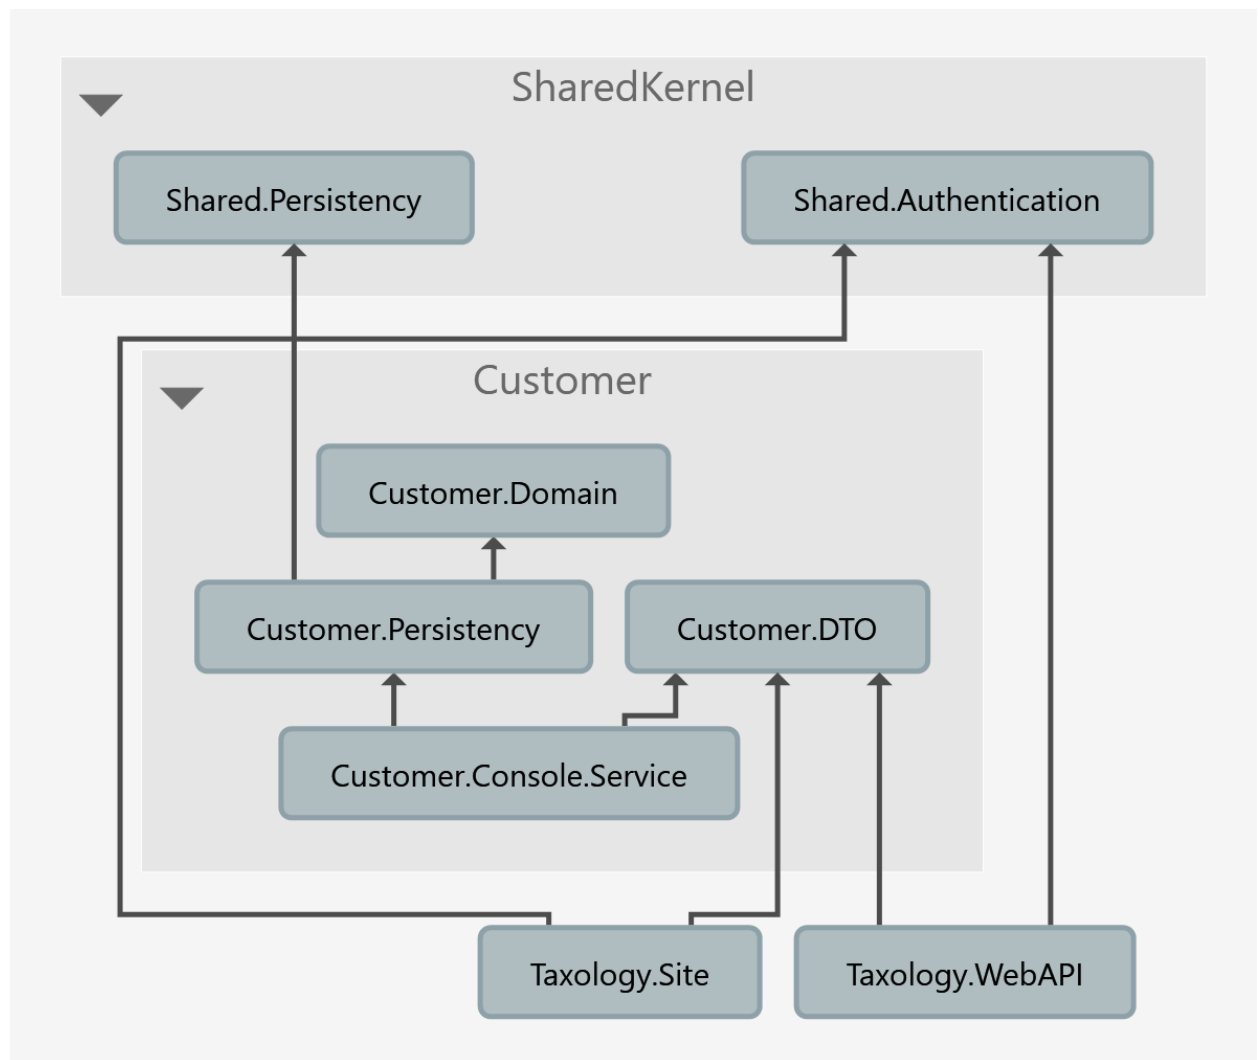 SharedKernel
Shared.Persistency
Shared.Authentication
Customer
Customer.Domain
Customer.Persistency
Customer.DTO
Customer.Console.Service
Taxology.Site
Taxology.WebAPI